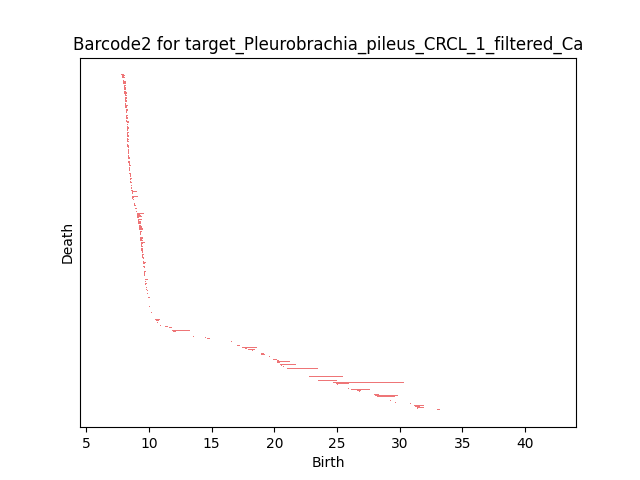 Barcode2 for target_Pleurobrachia_pileus_CRCL_1_filtered_Ca
Death
5 10 15 20 25 30 35 40
Birth